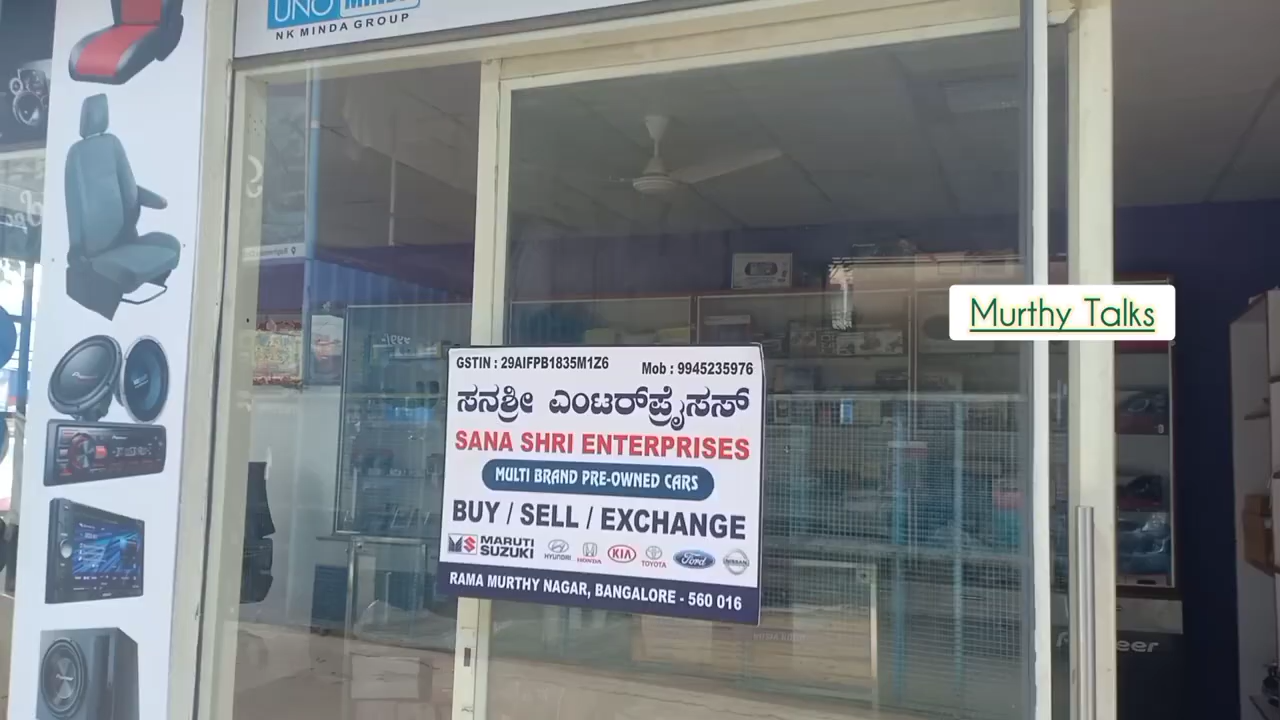 UNO MINDA
NK MINDA GROUP
Murthy Talks
GSTIN : 29AIFPB1835M1Z6 Mob : 9945235976
ಸನಶ್ರೀ ಎಂಟರ್‌ಪ್ರೈಸಸ್
SANA SHRI ENTERPRISES
MULTI BRAND PRE-OWNED CARS
BUY / SELL / EXCHANGE
MARUTI SUZUKI HYUNDAI HONDA KIA TOYOTA Ford NISSAN
RAMA MURTHY NAGAR, BANGALORE - 560 016